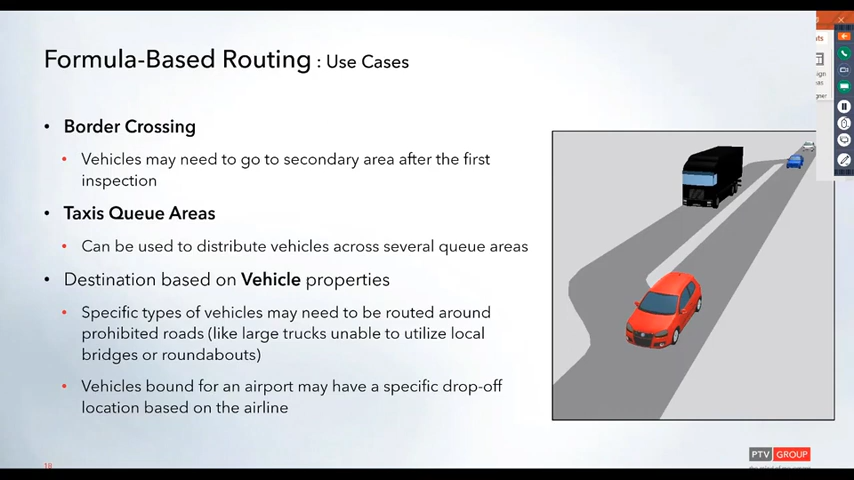 Formula-Based Routing : Use Cases
• Border Crossing
• Vehicles may need to go to secondary area after the first
inspection
• Taxis Queue Areas
• Can be used to distribute vehicles across several queue areas
• Destination based on Vehicle properties
• Specific types of vehicles may need to be routed around
prohibited roads (like large trucks unable to utilize local
bridges or roundabouts)
• Vehicles bound for an airport may have a specific drop-off
location based on the airline
18
PTV GROUP